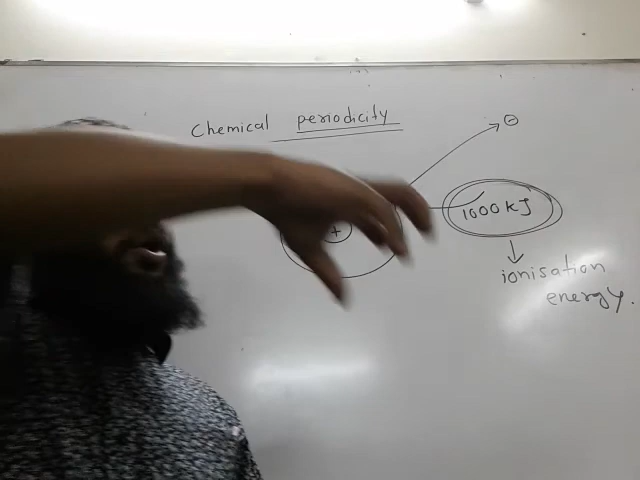 Chemical periodicity
-
+
1000 KJ
ionisation
energy.